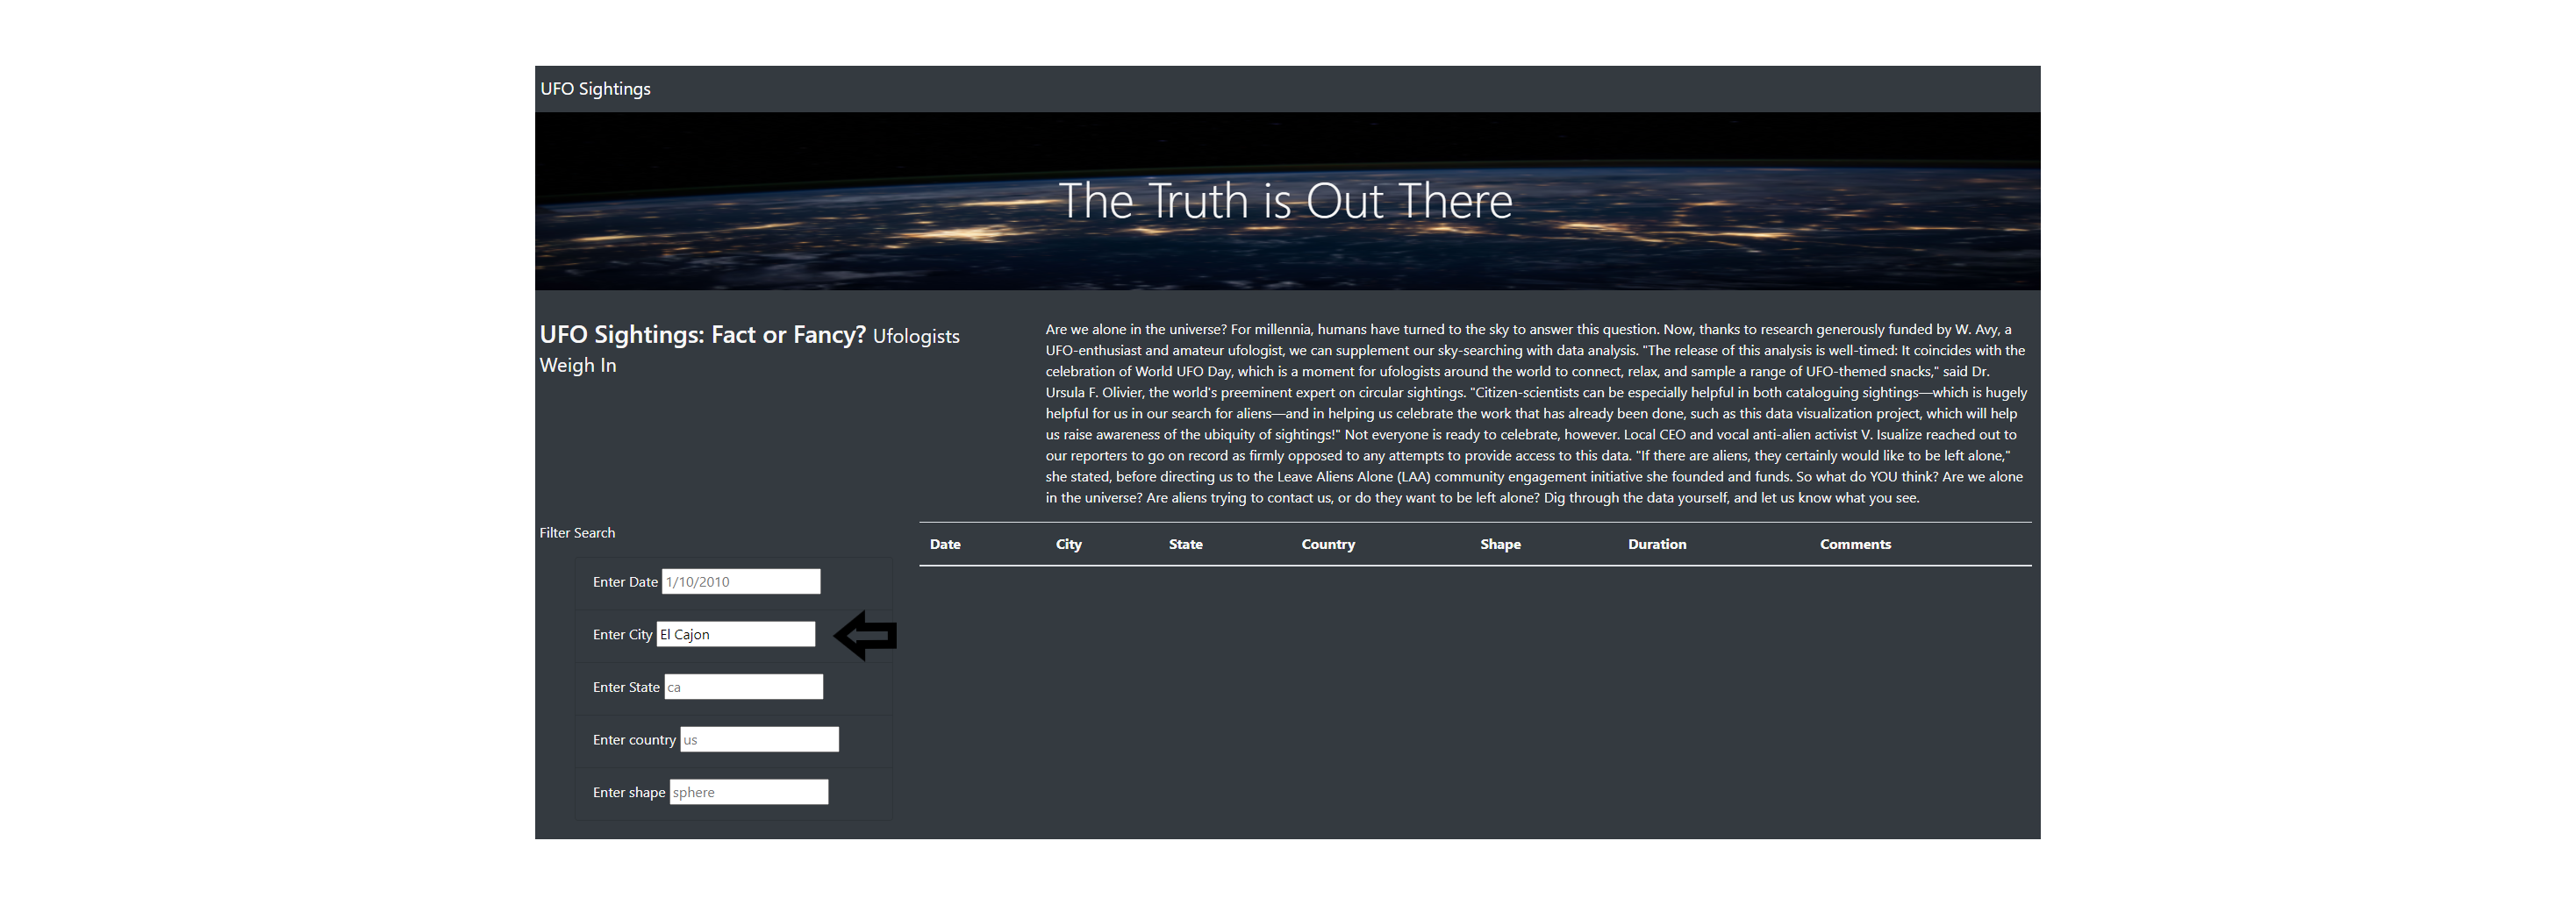 UFO Sightings
The Truth is Out There
UFO Sightings: Fact or Fancy? Ufologists
Weigh In
Are we alone in the universe? For millennia, humans have turned to the sky to answer this question. Now, thanks to research generously funded by W. Avy, a
UFO-enthusiast and amateur ufologist, we can supplement our sky-searching with data analysis. "The release of this analysis is well-timed: It coincides with the
celebration of World UFO Day, which is a moment for ufologists around the world to connect, relax, and sample a range of UFO-themed snacks," said Dr.
Ursula F. Olivier, the world's preeminent expert on circular sightings. "Citizen-scientists can be especially helpful in both cataloguing sightings—which is hugely
helpful for us in our search for aliens—and in helping us celebrate the work that has already been done, such as this data visualization project, which will help
us raise awareness of the ubiquity of sightings!" Not everyone is ready to celebrate, however. Local CEO and vocal anti-alien activist V. Isualize reached out to
our reporters to go on record as firmly opposed to any attempts to provide access to this data. "If there are aliens, they certainly would like to be left alone,"
she stated, before directing us to the Leave Aliens Alone (LAA) community engagement initiative she founded and funds. So what do YOU think? Are we alone
in the universe? Are aliens trying to contact us, or do they want to be left alone? Dig through the data yourself, and let us know what you see.
Filter Search
Enter Date 1/10/2010
Enter City El Cajon
Enter State ca
Enter country us
Enter shape sphere
Date City State Country Shape Duration Comments